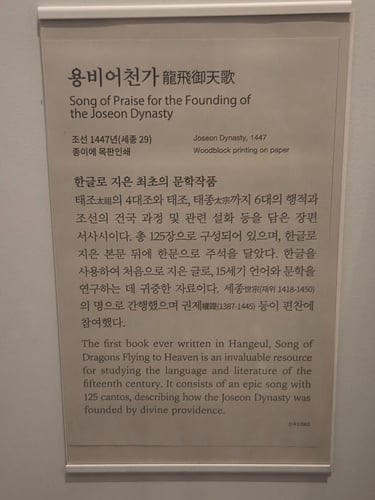 용비어천가 龍飛御天歌
Song of Praise for the Founding of
the Joseon Dynasty
조선 1447년(세종 29)
종이에 목판인쇄
Joseon Dynasty, 1447
Woodblock printing on paper
한글로 지은 최초의 문학작품
태조太祖의 4대조와 태조, 태종太宗까지 6대의 행적과
조선의 건국 과정 및 관련 설화 등을 담은 장편
서사시이다. 총 125장으로 구성되어 있으며, 한글로
지은 본문 뒤에 한문으로 주석을 달았다. 한글을
사용하여 처음으로 지은 글로, 15세기 언어와 문학을
연구하는 데 귀중한 자료이다. 세종世宗(재위 1418-1450)
의 명으로 간행했으며 권제權踶(1387-1445) 등이 편찬에
참여했다.
The first book ever written in Hangeul, Song of
Dragons Flying to Heaven is an invaluable resource
for studying the language and literature of the
fifteenth century. It consists of an epic song with
125 cantos, describing how the Joseon Dynasty was
founded by divine providence.